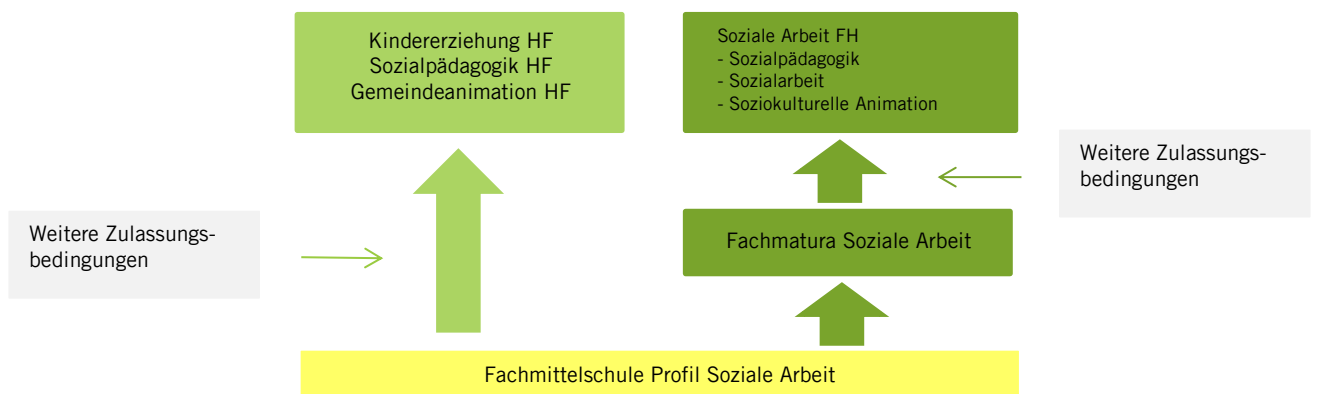 Kindererziehung HF
Sozialpädagogik HF
Gemeindeanimation HF
Soziale Arbeit FH
- Sozialpädagogik
- Sozialarbeit
- Soziokulturelle Animation
Weitere Zulassungs-
bedingungen
Weitere Zulassungs-
bedingungen
Fachmatura Soziale Arbeit
Fachmittelschule Profil Soziale Arbeit